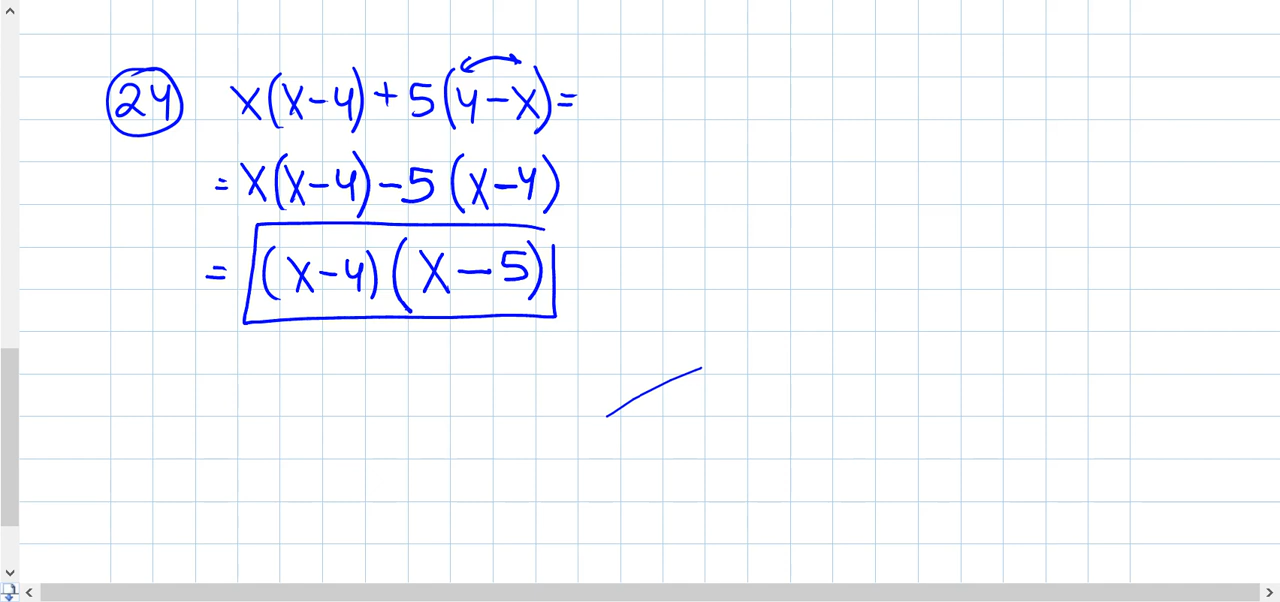 24 x(x-4)+5(4-x)=
= x(x-4)-5(x-4)
= (x-4)(x-5)